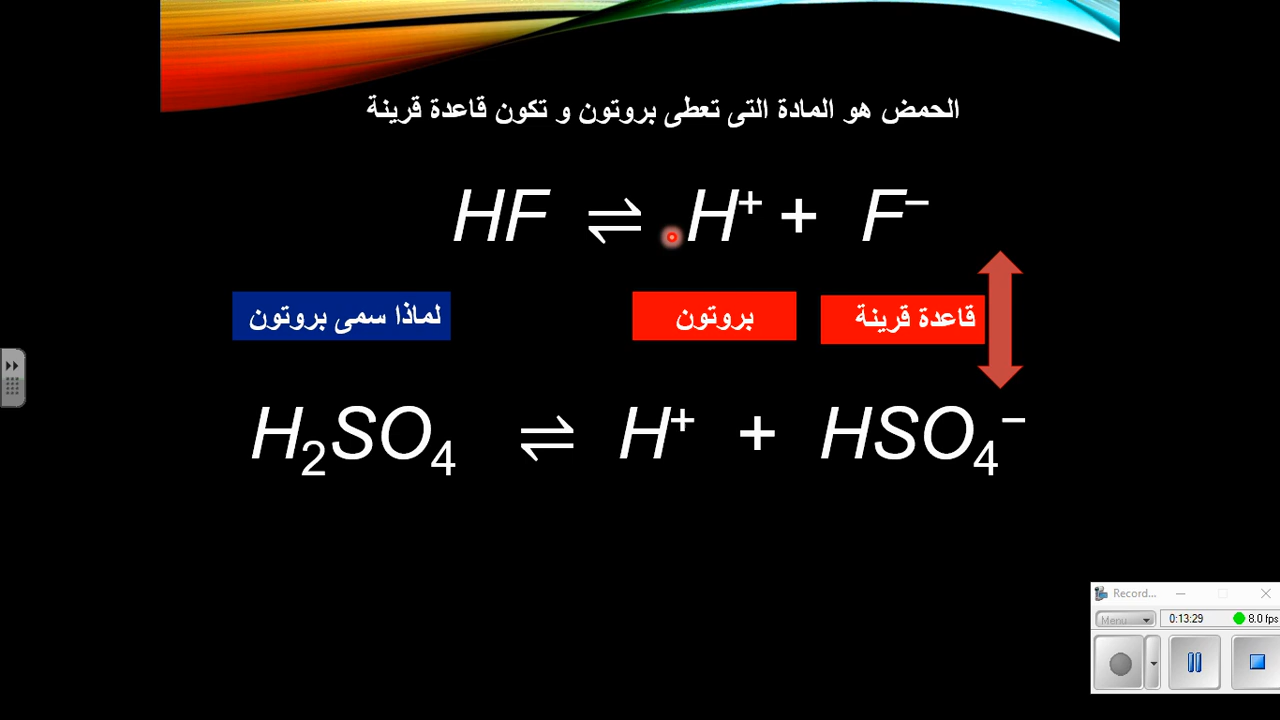 الحمض هو المادة التى تعطى بروتون و تكون قاعدة قرينة
HF ⇌ H⁺ + F⁻
قاعدة قرينة
بروتون
لماذا سمى بروتون
H₂SO₄ ⇌ H⁺ + HSO₄⁻
Record...
Menu
0:13:29
8.0 fps